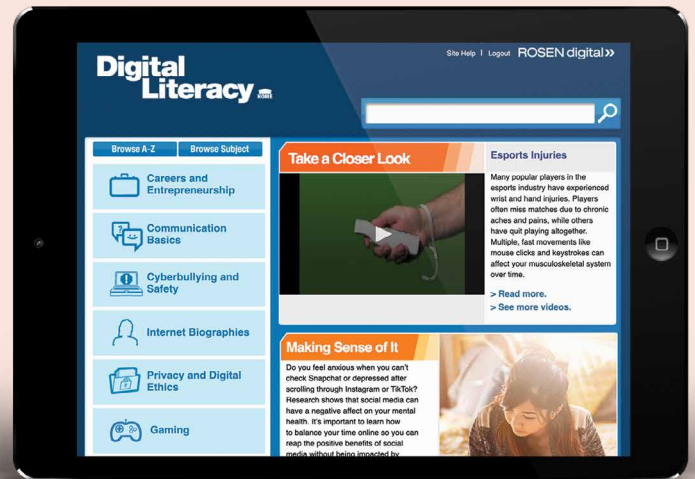 Site Help | Logout ROSEN digital»
Digital
Literacy
HOME
Browse A-Z Browse Subject
Careers and
Entrepreneurship
Communication
Basics
Cyberbullying and
Safety
Internet Biographies
Privacy and Digital
Ethics
Gaming
Take a Closer Look
Esports Injuries
Many popular players in the
esports industry have experienced
wrist and hand injuries. Players
often miss matches due to chronic
aches and pains, while others
have quit playing altogether.
Multiple, fast movements like
mouse clicks and keystrokes can
affect your musculoskeletal system
over time.
> Read more.
> See more videos.
Making Sense of It
Do you feel anxious when you can't
check Snapchat or depressed after
scrolling through Instagram or TikTok?
Research shows that social media can
have a negative affect on your mental
health. It's important to learn how
to balance your time online so you can
reap the positive benefits of social
media without being impacted by